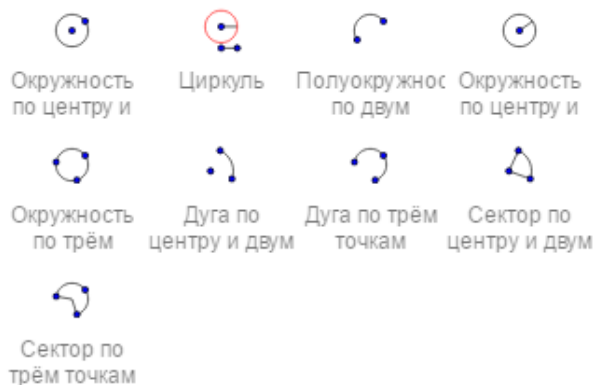 Окружность
по центру и
Циркуль
Полуокружнос
по двум
Окружность
по центру и
Окружность
по трём
Дуга по
центру и двум
Дуга по трём
точкам
Сектор по
центру и двум
Сектор по
трём точкам